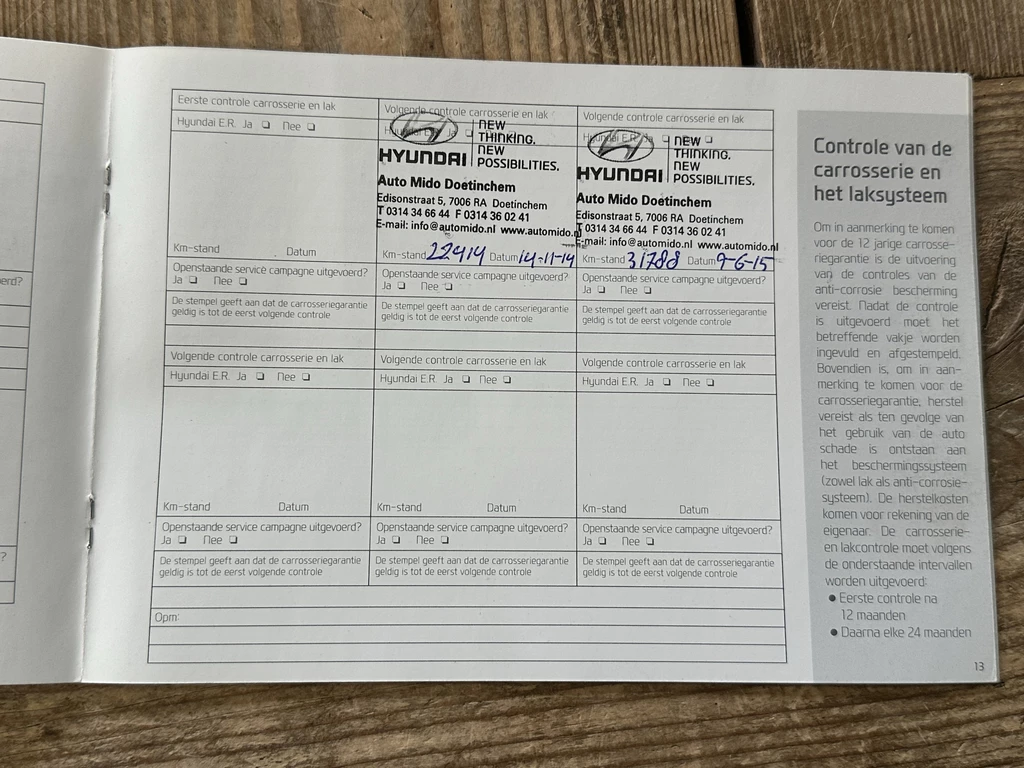 Eerste controle carrosserie en lak
Hyundai E.R. Ja ❑ Nee ❑
Km-stand Datum
Openstaande service campagne uitgevoerd?
Ja ❑ Nee ❑
De stempel geeft aan dat de carrosseriegarantie
geldig is tot de eerst volgende controle
Volgende controle carrosserie en lak
NEW
THINKING.
NEW
POSSIBILITIES.
HYUNDAI
Auto Mido Doetinchem
Edisonstraat 5, 7006 RA Doetinchem
T 0314 34 66 44 F 0314 36 02 41
E-mail: info@automido.nl www.automido.nl
Km-stand 22414 Datum 14-11-14
Openstaande service campagne uitgevoerd?
Ja ❑ Nee ❑
De stempel geeft aan dat de carrosseriegarantie
geldig is tot de eerst volgende controle
Volgende controle carrosserie en lak
Hyundai E.R. Ja ❑
NEW
THINKING.
NEW
POSSIBILITIES.
HYUNDAI
Auto Mido Doetinchem
Edisonstraat 5, 7006 RA Doetinchem
T 0314 34 66 44 F 0314 36 02 41
E-mail: info@automido.nl www.automido.nl
Km-stand 31788 Datum 9-6-15
Openstaande service campagne uitgevoerd?
Ja ❑ Nee ❑
De stempel geeft aan dat de carrosseriegarantie
geldig is tot de eerst volgende controle
Volgende controle carrosserie en lak
Hyundai E.R. Ja ❑ Nee ❑
Km-stand Datum
Openstaande service campagne uitgevoerd?
Ja ❑ Nee ❑
De stempel geeft aan dat de carrosseriegarantie
geldig is tot de eerst volgende controle
Volgende controle carrosserie en lak
Hyundai E.R. Ja ❑ Nee ❑
Km-stand Datum
Openstaande service campagne uitgevoerd?
Ja ❑ Nee ❑
De stempel geeft aan dat de carrosseriegarantie
geldig is tot de eerst volgende controle
Volgende controle carrosserie en lak
Hyundai E.R. Ja ❑ Nee ❑
Km-stand Datum
Openstaande service campagne uitgevoerd?
Ja ❑ Nee ❑
De stempel geeft aan dat de carrosseriegarantie
geldig is tot de eerst volgende controle
Opm:
Controle van de
carrosserie en
het laksysteem
Om in aanmerking te komen
voor de 12 jarige carrosse-
riegarantie is de uitvoering
van de controles van de
anti-corrosie bescherming
vereist. Nadat de controle
is uitgevoerd moet het
betreffende vakje worden
ingevuld en afgestempeld.
Bovendien is, om in aan-
merking te komen voor de
carrosseriegarantie, herstel
vereist als ten gevolge van
het gebruik van de auto
schade is ontstaan aan
het beschermingssysteem
(zowel lak als anti-corrosie-
systeem). De herstelkosten
komen voor rekening van de
eigenaar. De carrosserie-
en lakcontrole moet volgens
de onderstaande intervallen
worden uitgevoerd:
● Eerste controle na
12 maanden
● Daarna elke 24 maanden
13